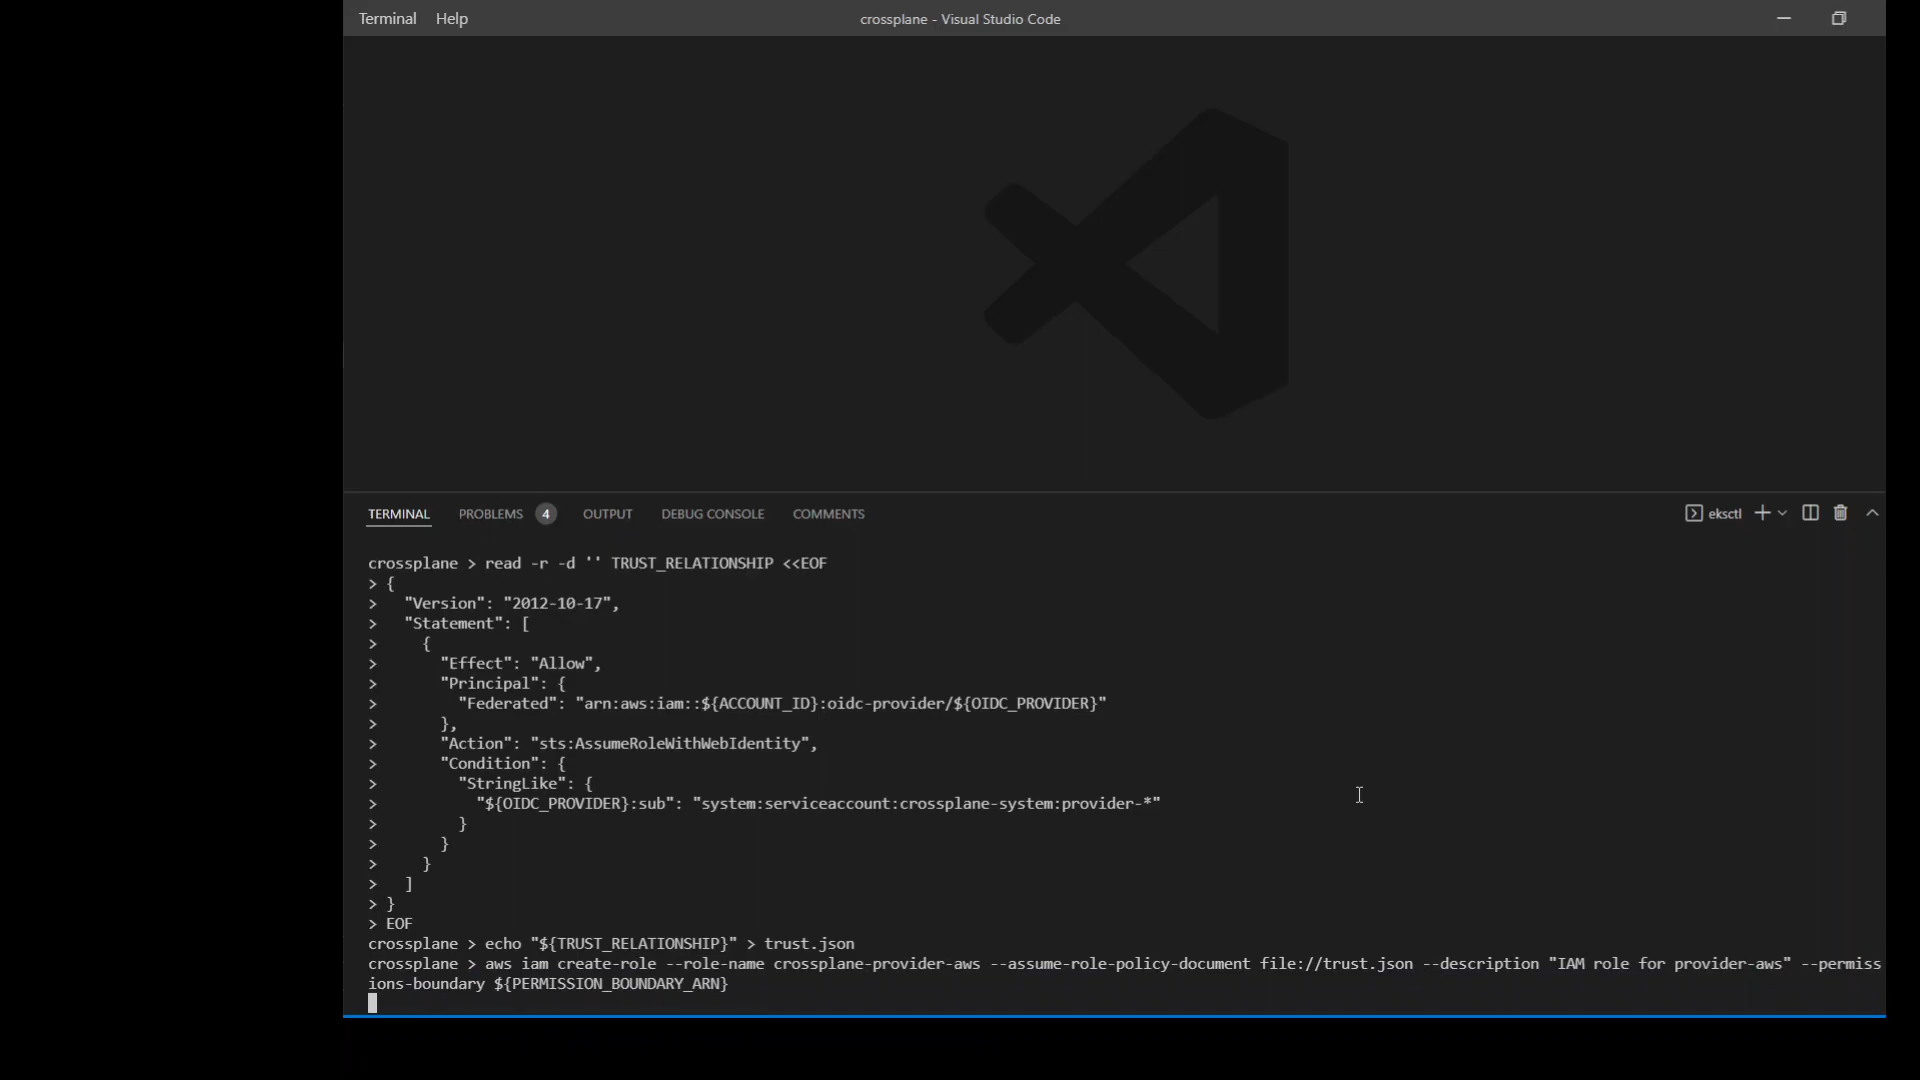 Terminal Help crossplane - Visual Studio Code
TERMINAL PROBLEMS 4 OUTPUT DEBUG CONSOLE COMMENTS eksctl
crossplane > read -r -d '' TRUST_RELATIONSHIP <<EOF
> {
>   "Version": "2012-10-17",
>   "Statement": [
>     {
>       "Effect": "Allow",
>       "Principal": {
>         "Federated": "arn:aws:iam::${ACCOUNT_ID}:oidc-provider/${OIDC_PROVIDER}"
>       },
>       "Action": "sts:AssumeRoleWithWebIdentity",
>       "Condition": {
>         "StringLike": {
>           "${OIDC_PROVIDER}:sub": "system:serviceaccount:crossplane-system:provider-*"
>         }
>       }
>     }
>   ]
> }
> EOF
crossplane > echo "${TRUST_RELATIONSHIP}" > trust.json
crossplane > aws iam create-role --role-name crossplane-provider-aws --assume-role-policy-document file://trust.json --description "IAM role for provider-aws" --permiss
ions-boundary ${PERMISSION_BOUNDARY_ARN}